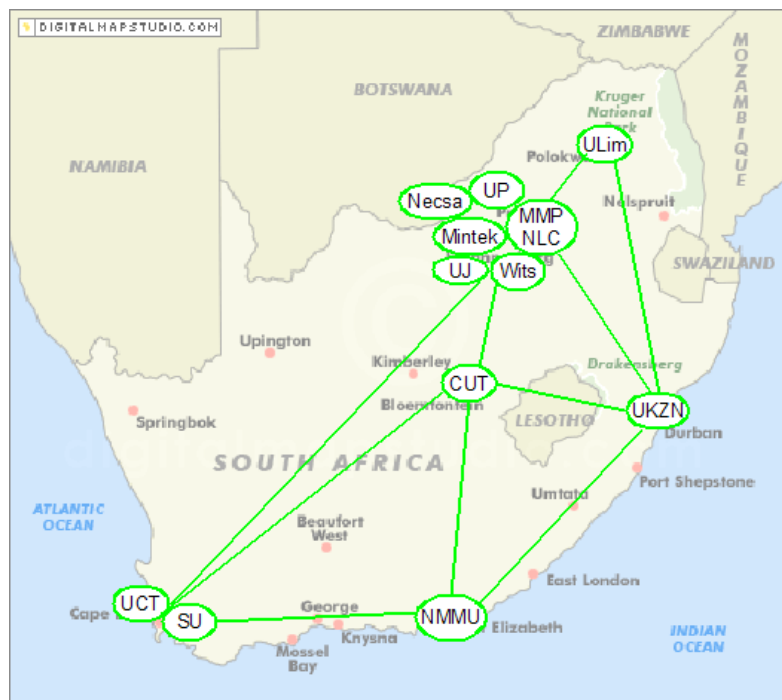 DIGITALMAPSTUDIO.COM
ZIMBABWE
MOZAMBIQUE
BOTSWANA
Kruger
National
Park
NAMIBIA
ULim
Necsa
UP
MMP
NLC
Nelspruit
Mintek
UJ
Wits
SWAZILAND
Upington
Kimberley
Drakensberg
CUT
Bloemfontein
Springbok
LESOTHO
UKZN
Durban
SOUTH AFRICA
Port Shepstone
Umtata
ATLANTIC
OCEAN
Beaufort
West
East London
UCT
Cape
SU
George
NMMU
Elizabeth
Knysna
Mossel
Bay
INDIAN
OCEAN